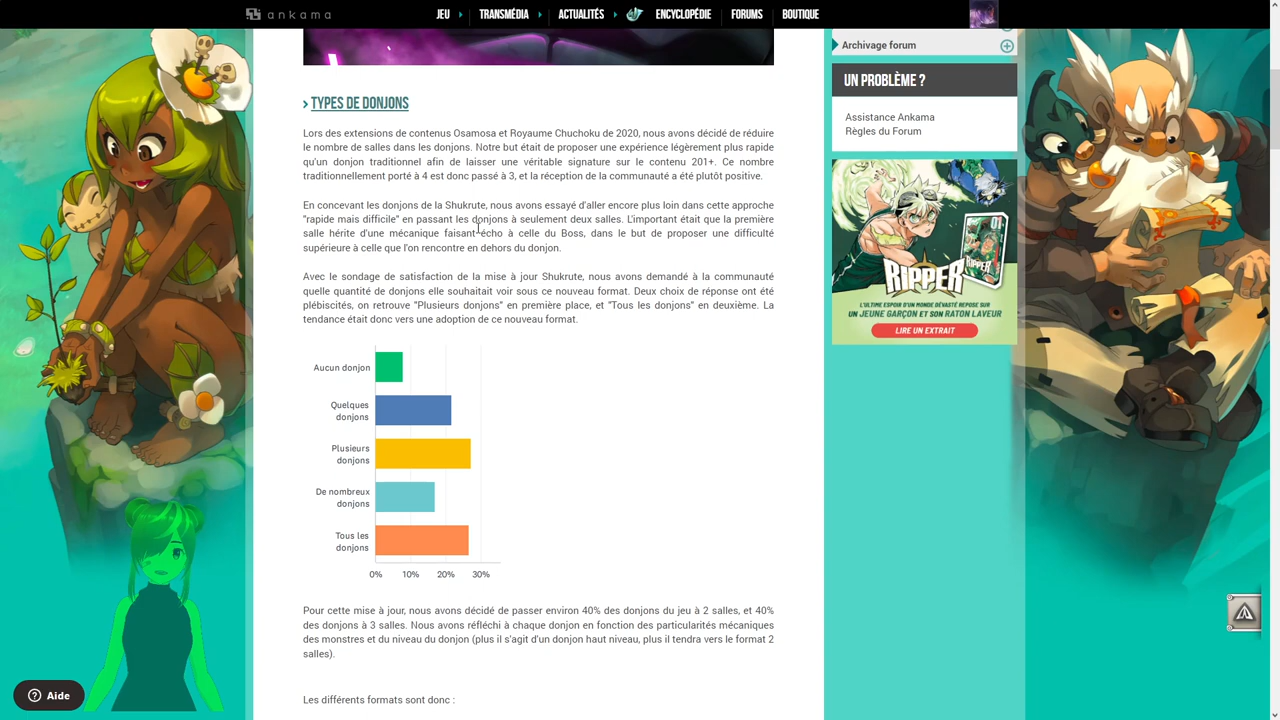 ankama
JEU
TRANSMÉDIA
ACTUALITÉS
ENCYCLOPÉDIE
FORUMS
BOUTIQUE
Archivage forum
UN PROBLÈME ?
Assistance Ankama
Règles du Forum
TYPES DE DONJONS
Lors des extensions de contenus Osamosa et Royaume Chuchoku de 2020, nous avons décidé de réduire
le nombre de salles dans les donjons. Notre but était de proposer une expérience légèrement plus rapide
qu'un donjon traditionnel afin de laisser une véritable signature sur le contenu 201+. Ce nombre
traditionnellement porté à 4 est donc passé à 3, et la réception de la communauté a été plutôt positive.
En concevant les donjons de la Shukrute, nous avons essayé d'aller encore plus loin dans cette approche
"rapide mais difficile" en passant les donjons à seulement deux salles. L'important était que la première
salle hérite d'une mécanique faisant écho à celle du Boss, dans le but de proposer une difficulté
supérieure à celle que l'on rencontre en dehors du donjon.
Avec le sondage de satisfaction de la mise à jour Shukrute, nous avons demandé à la communauté
quelle quantité de donjons elle souhaitait voir sous ce nouveau format. Deux choix de réponse ont été
plébiscités, on retrouve "Plusieurs donjons" en première place, et "Tous les donjons" en deuxième. La
tendance était donc vers une adoption de ce nouveau format.
Aucun donjon
Quelques
donjons
Plusieurs
donjons
De nombreux
donjons
Tous les
donjons
0% 10% 20% 30%
Pour cette mise à jour, nous avons décidé de passer environ 40% des donjons du jeu à 2 salles, et 40%
des donjons à 3 salles. Nous avons réfléchi à chaque donjon en fonction des particularités mécaniques
des monstres et du niveau du donjon (plus il s'agit d'un donjon haut niveau, plus il tendra vers le format 2
salles).
Les différents formats sont donc :
01
RIPPER
L'ULTIME ESPOIR D'UN MONDE DÉVASTÉ REPOSE SUR
UN JEUNE GARÇON ET SON RATON LAVEUR
LIRE UN EXTRAIT
Aide